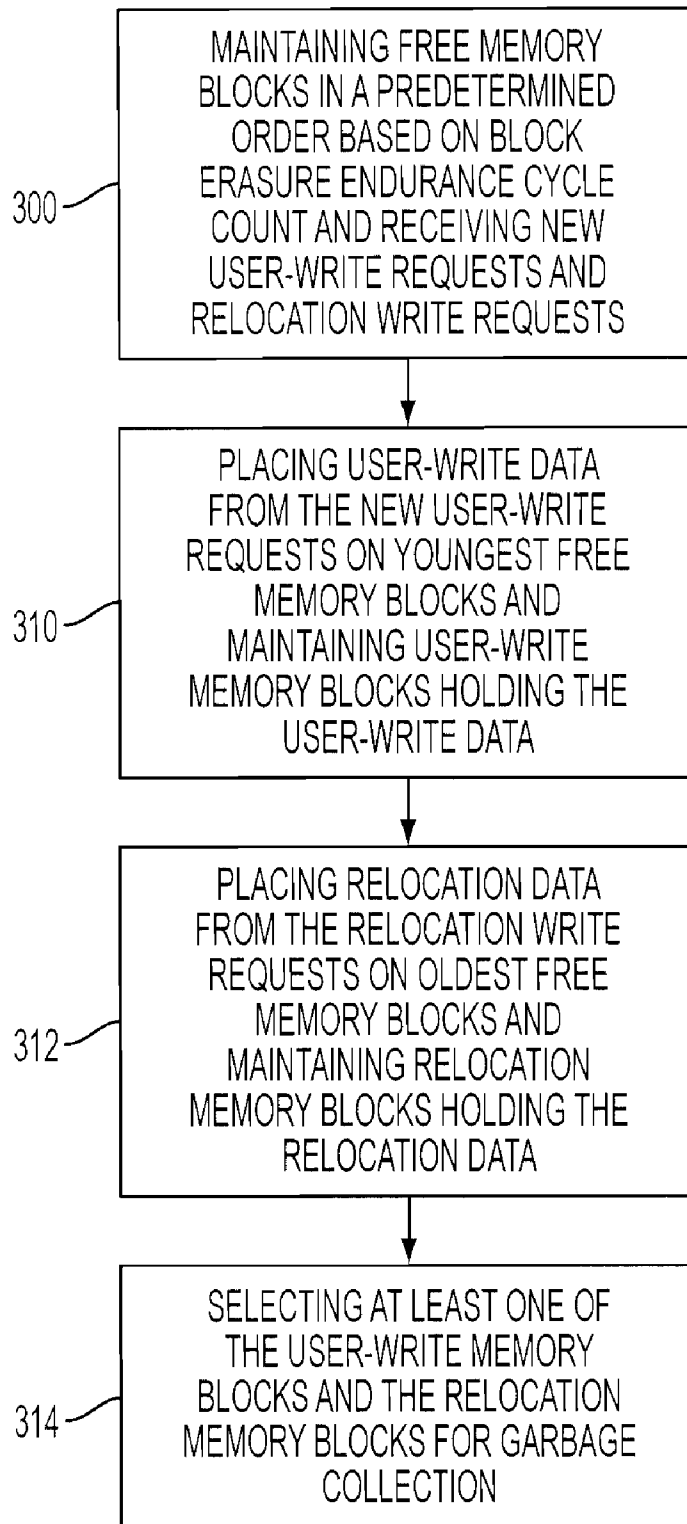 300
MAINTAINING FREE MEMORY
BLOCKS IN A PREDETERMINED
ORDER BASED ON BLOCK
ERASURE ENDURANCE CYCLE
COUNT AND RECEIVING NEW
USER-WRITE REQUESTS AND
RELOCATION WRITE REQUESTS
310
PLACING USER-WRITE DATA
FROM THE NEW USER-WRITE
REQUESTS ON YOUNGEST FREE
MEMORY BLOCKS AND
MAINTAINING USER-WRITE
MEMORY BLOCKS HOLDING THE
USER-WRITE DATA
312
PLACING RELOCATION DATA
FROM THE RELOCATION WRITE
REQUESTS ON OLDEST FREE
MEMORY BLOCKS AND
MAINTAINING RELOCATION
MEMORY BLOCKS HOLDING THE
RELOCATION DATA
314
SELECTING AT LEAST ONE OF
THE USER-WRITE MEMORY
BLOCKS AND THE RELOCATION
MEMORY BLOCKS FOR GARBAGE
COLLECTION